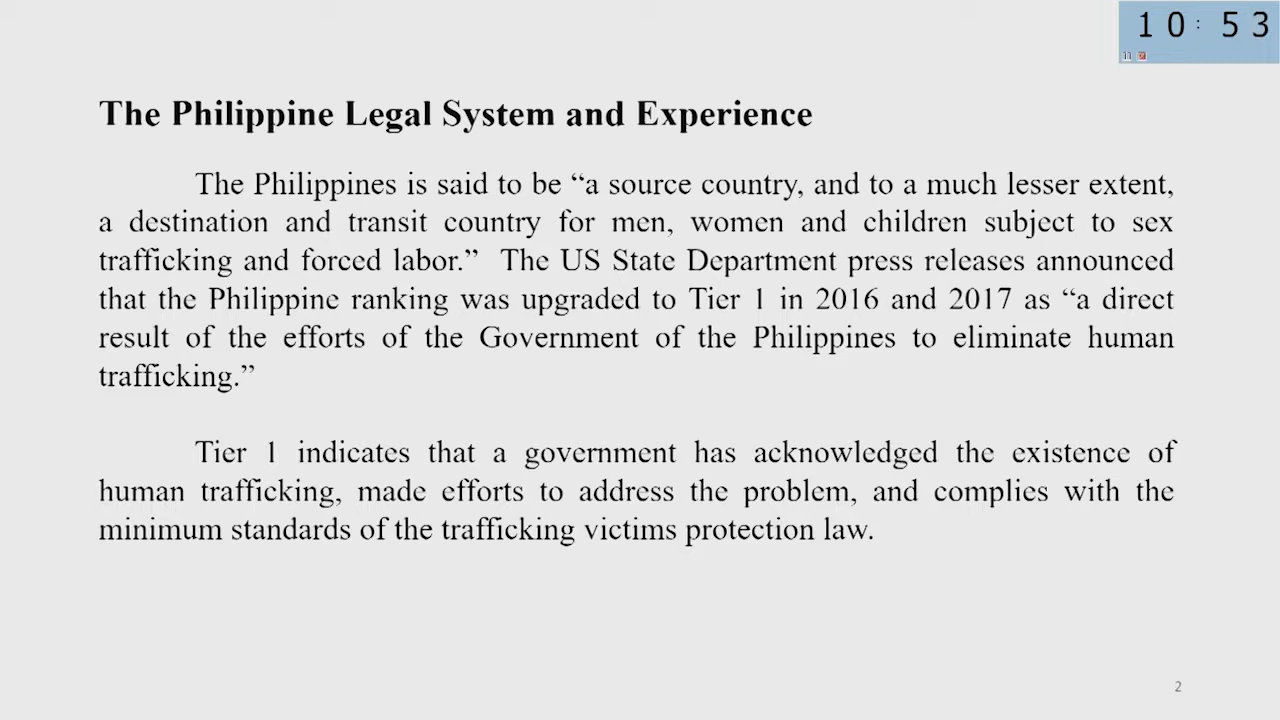 10:53
The Philippine Legal System and Experience
The Philippines is said to be “a source country, and to a much lesser extent,
a destination and transit country for men, women and children subject to sex
trafficking and forced labor.” The US State Department press releases announced
that the Philippine ranking was upgraded to Tier 1 in 2016 and 2017 as “a direct
result of the efforts of the Government of the Philippines to eliminate human
trafficking.”
Tier 1 indicates that a government has acknowledged the existence of
human trafficking, made efforts to address the problem, and complies with the
minimum standards of the trafficking victims protection law.
2